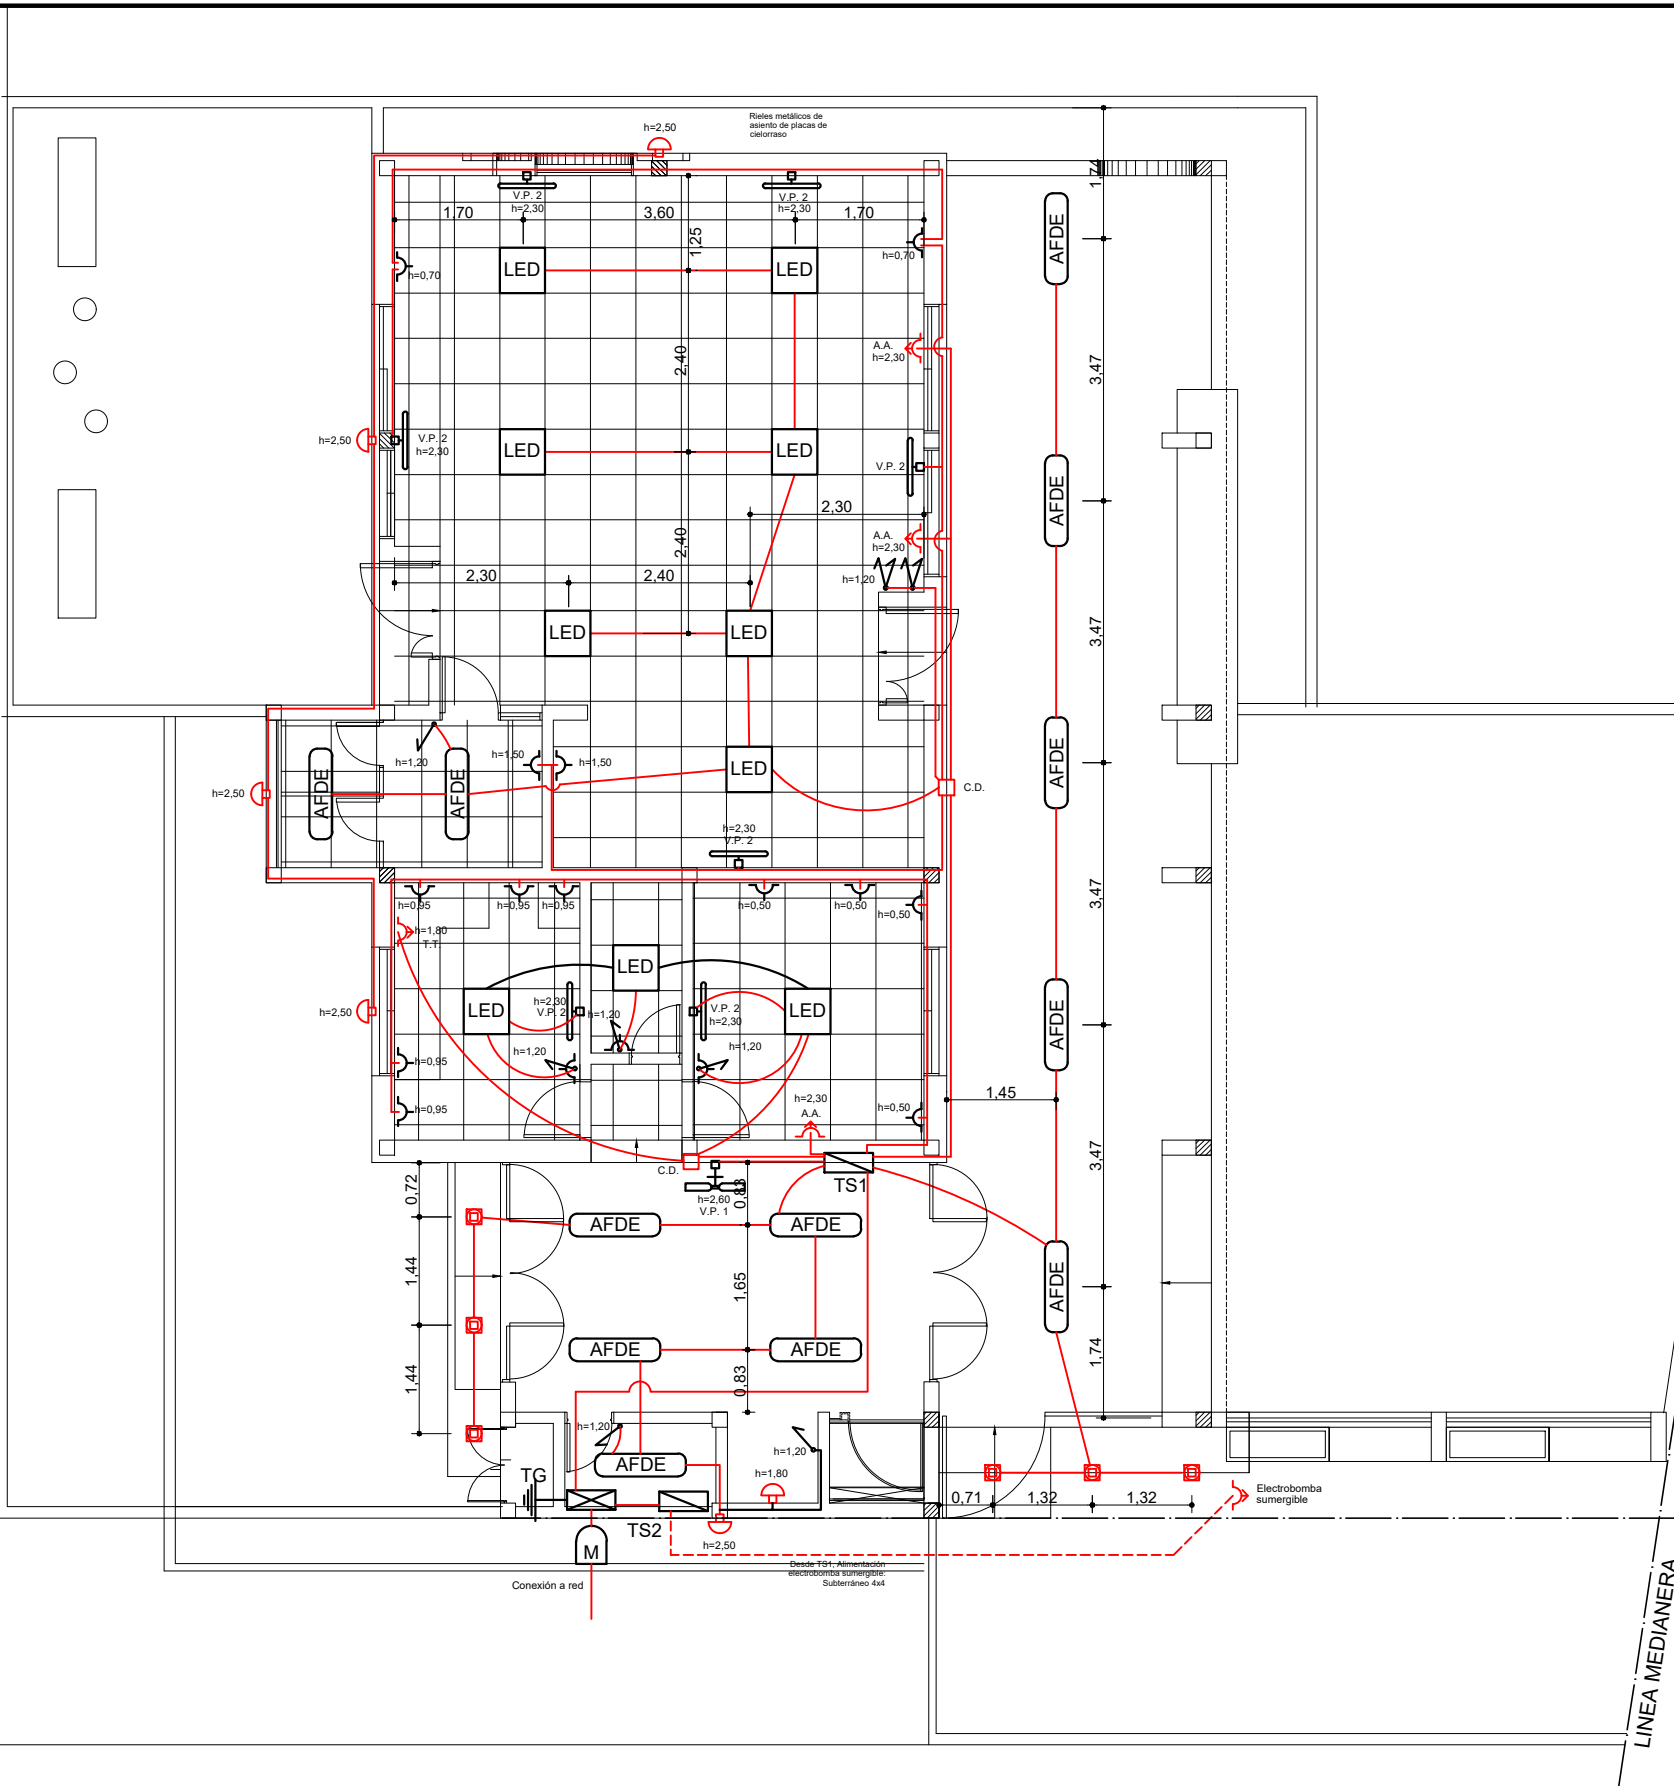 Rieles metálicos de
asiento de placas de
cielorraso
h=2,50
V.P. 2
h=2,30
V.P. 2
h=2,30
1,74
1,70
3,60
1,70
1,25
AFDE
h=0,70
h=0,70
LED
LED
A.A.
h=2,30
2,40
3,47
h=2,50
V.P. 2
h=2,30
LED
LED
V.P. 2
AFDE
2,30
A.A.
h=2,30
2,40
h=1,20
2,30
2,40
LED
LED
3,47
h=1,20
h=1,50
h=1,50
AFDE
AFDE
LED
AFDE
h=2,50
C.D.
h=2,30
V.P. 2
3,47
h=0,95
h=0,95
h=0,95
h=0,50
h=0,50
h=0,50
h=1,80
T.T.
LED
LED
LED
h=2,30
V.P. 2
h=1,20
V.P. 2
h=2,30
h=2,50
AFDE
h=1,20
h=1,20
h=0,95
h=0,95
h=2,30
A.A.
h=0,50
1,45
3,47
C.D.
TS1
0,72
h=2,60
V.P. 1
0,83
AFDE
AFDE
1,44
1,65
AFDE
AFDE
AFDE
1,44
0,83
1,74
h=1,20
h=1,20
AFDE
TG
h=1,80
TS2
h=2,50
M
Conexión a red
0,71
1,32
1,32
Electrobomba
sumergible
Desde TS1, Alimentación
electrobomba sumergible:
Subterráneo 4x4
LINEA MEDIANERA